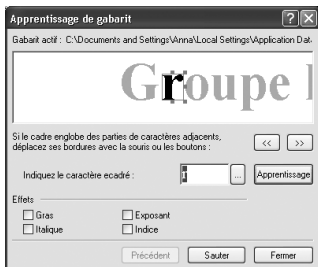 Apprentissage de gabarit
Gabarit actif : C:\Documents and Settings\Anna\Local Settings\Application Data\
Groupe
Si le cadre englobe des parties de caractères adjacents,
déplacez ses bordures avec la souris ou les boutons :
<< >>
Indiquez le caractère ecadré : r ... Apprentissage
Effets
Gras Exposant
Italique Indice
Précédent Sauter Fermer